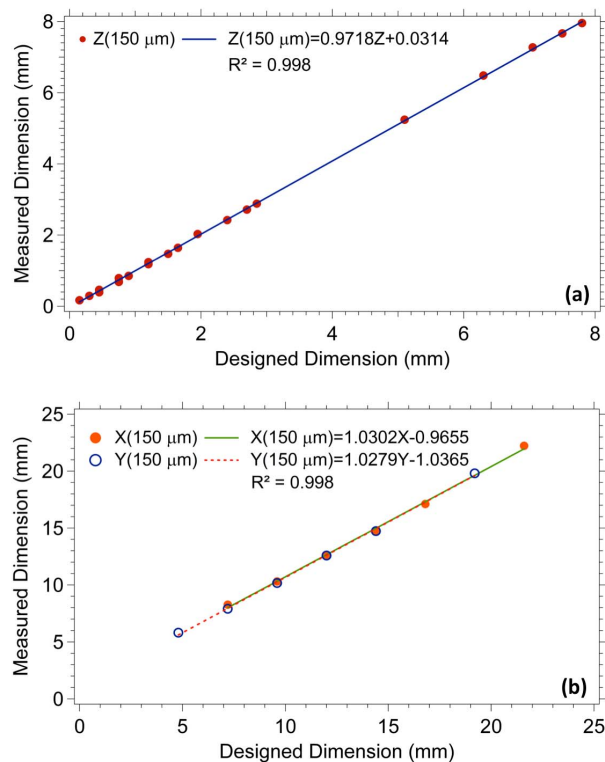 8
6
4
2
0
Measured Dimension (mm)
Z(150 μm) Z(150 μm)=0.9718Z+0.0314
R² = 0.998
(a)
0 2 4 6 8
Designed Dimension (mm)
25
20
15
10
5
0
Measured Dimension (mm)
X(150 μm) X(150 μm)=1.0302X-0.9655
Y(150 μm) Y(150 μm)=1.0279Y-1.0365
R² = 0.998
(b)
0 5 10 15 20 25
Designed Dimension (mm)